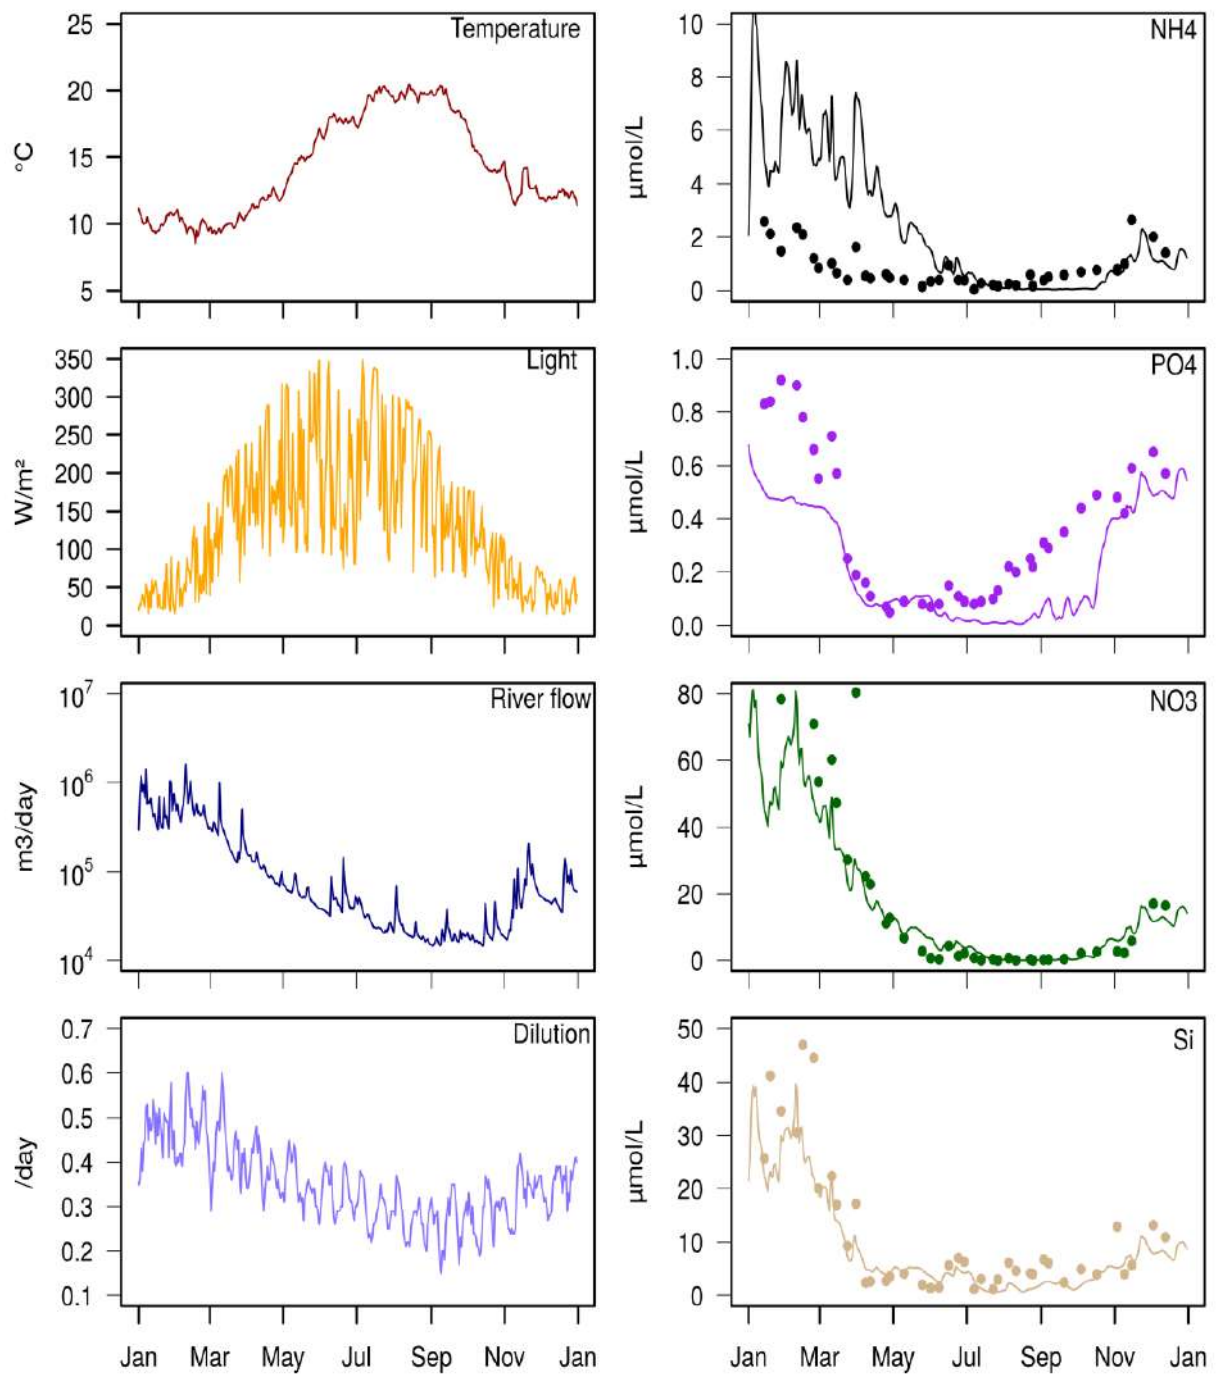 Temperature
°C
25
20
15
10
5
NH4
µmol/L
10
8
6
4
2
0
Light
W/m²
350
300
250
200
150
100
50
0
PO4
µmol/L
1.0
0.8
0.6
0.4
0.2
0.0
River flow
m3/day
10⁷
10⁶
10⁵
10⁴
NO3
µmol/L
80
60
40
20
0
Dilution
/day
0.7
0.6
0.5
0.4
0.3
0.2
0.1
Jan Mar May Jul Sep Nov Jan
Si
µmol/L
50
40
30
20
10
0
Jan Mar May Jul Sep Nov Jan